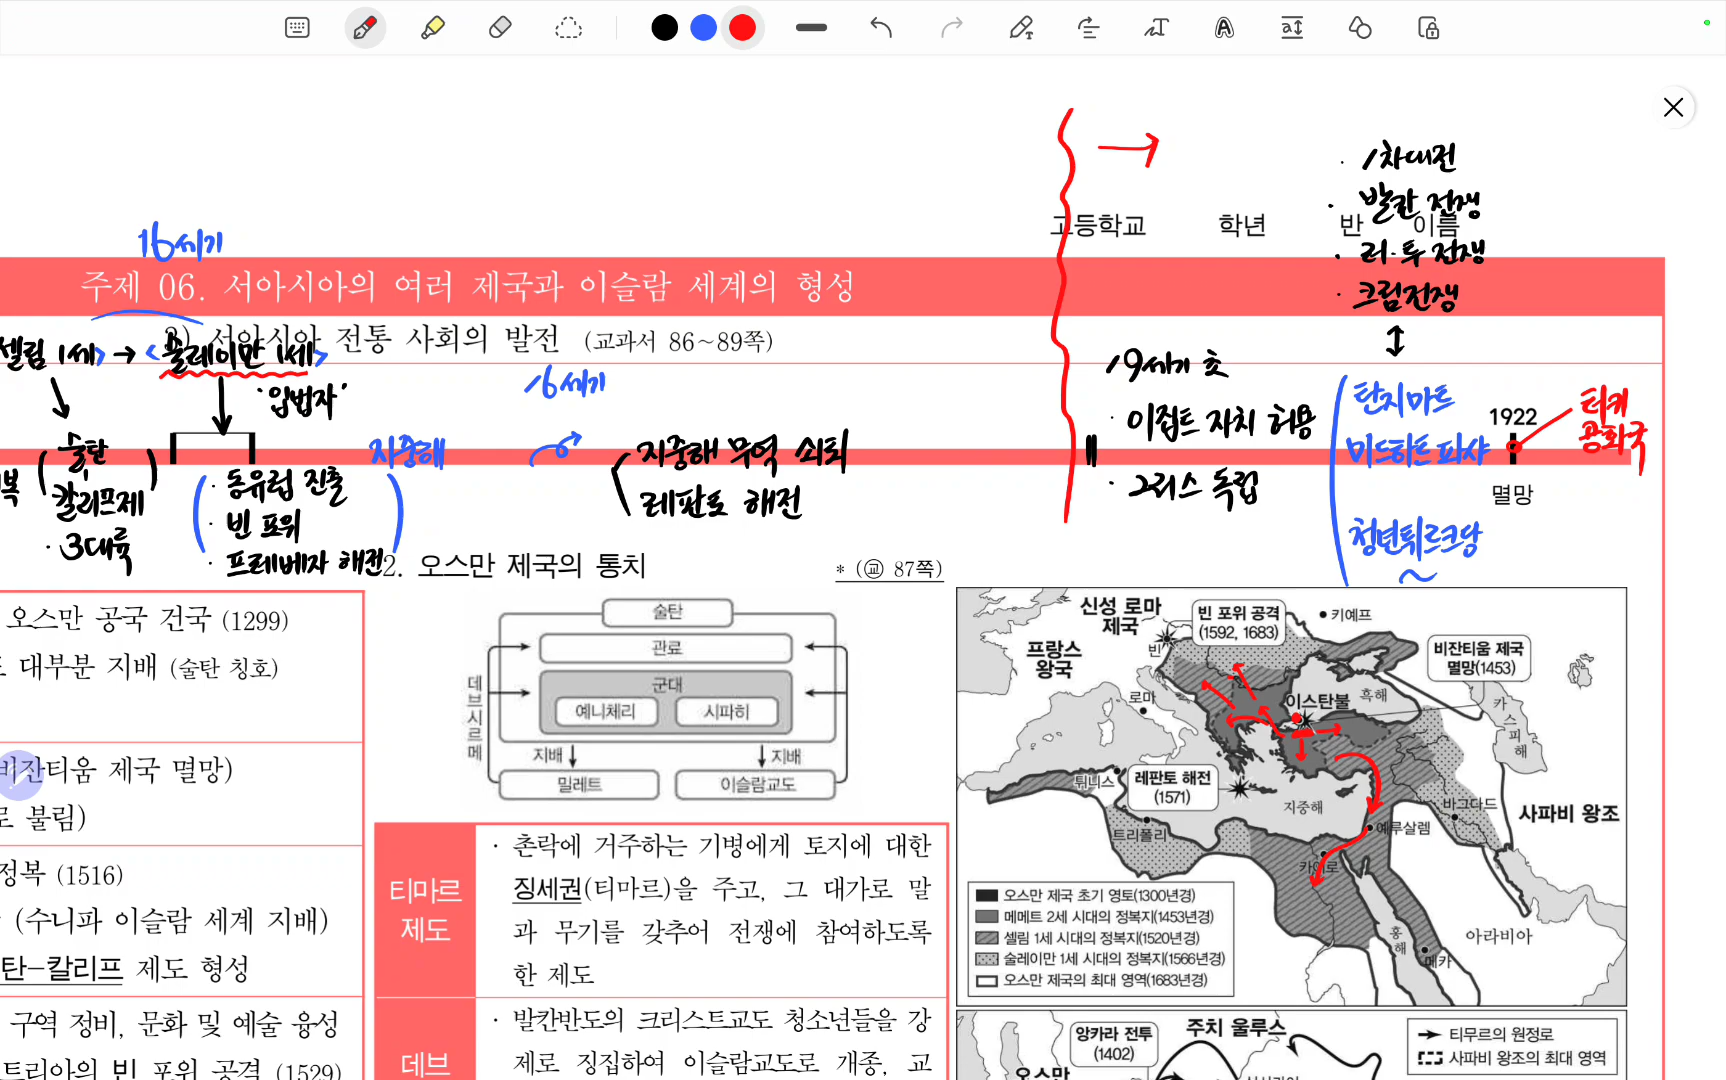 · 1차대전
· 발칸 전쟁
고등학교 학년 반 이름
· 러·투 전쟁
· 크림전쟁
16세기
주제 06. 서아시아의 여러 제국과 이슬람 세계의 형성
2) 서아시아 전통 사회의 발전 (교과서 86~89쪽)
셀림 1세> → <술레이만 1세>
'입법자'
16세기
술탄
칼리프제
· 3대륙
복
· 동유럽 진출
· 빈 포위
· 프레베자 해전
지중해
지중해 무역 쇠퇴
레판토 해전
19세기 초
· 이집트 자치 허용
· 그리스 독립
탄지마트
미드하트 파샤
청년튀르크당
1922
멸망
터키
공화국
2. 오스만 제국의 통치
* (㉿ 87쪽)
오스만 공국 건국 (1299)
대부분 지배 (술탄 칭호)
비잔티움 제국 멸망)
로 불림)
정복 (1516)
(수니파 이슬람 세계 지배)
탄-칼리프 제도 형성
구역 정비, 문화 및 예술 융성
트리아의 빈 포위 공격 (1529)
술탄
관료
군대
예니체리 시파히
데브시르메
지배 지배
밀레트 이슬람교도
티마르
제도
· 촌락에 거주하는 기병에게 토지에 대한
징세권(티마르)을 주고, 그 대가로 말
과 무기를 갖추어 전쟁에 참여하도록
한 제도
데브
· 발칸반도의 크리스트교도 청소년들을 강
제로 징집하여 이슬람교도로 개종, 교
신성 로마
제국
빈 포위 공격
(1592, 1683)
키예프
빈
프랑스
왕국
비잔티움 제국
멸망(1453)
로마
이스탄불
흑해
카스피해
튀니스
레판토 해전
(1571)
지중해
바그다드
사파비 왕조
트리폴리
예루살렘
카이로
홍해
메카
아라비아
오스만 제국 초기 영토(1300년경)
메메트 2세 시대의 정복지(1453년경)
셀림 1세 시대의 정복지(1520년경)
술레이만 1세 시대의 정복지(1566년경)
오스만 제국의 최대 영역(1683년경)
앙카라 전투
(1402)
주치 울루스
티무르의 원정로
사파비 왕조의 최대 영역
오스만